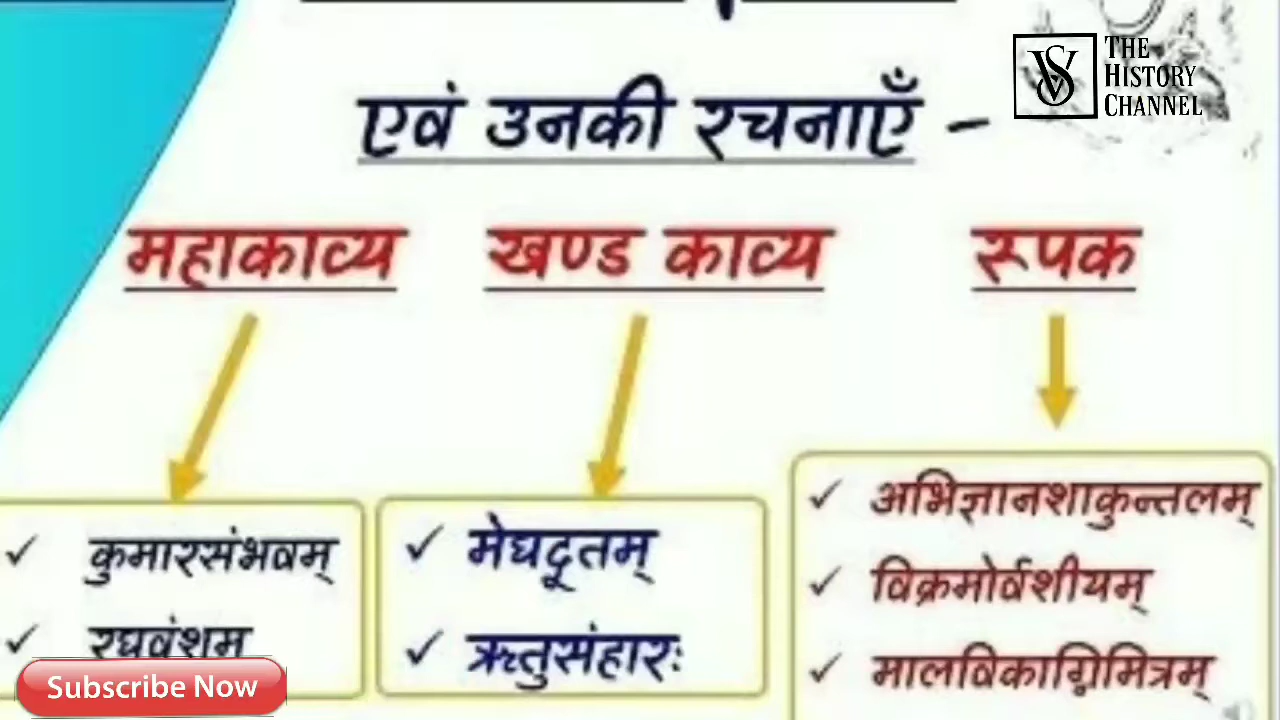 एवं उनकी रचनाएँ -
VS THE HISTORY CHANNEL
महाकाव्य खण्ड काव्य रूपक
✓ कुमारसंभवम्
✓ रघुवंशम्
✓ मेघदूतम्
✓ ऋतुसंहारः
✓ अभिज्ञानशाकुन्तलम्
✓ विक्रमोर्वशीयम्
✓ मालविकाग्निमित्रम्
Subscribe Now